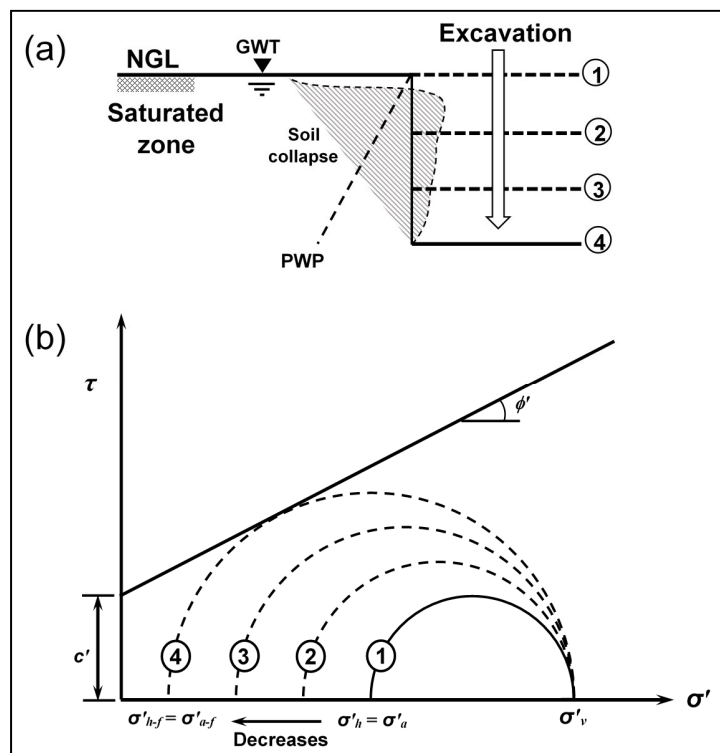 (a)
Excavation
NGL
GWT
1
Saturated
zone
Soil
collapse
2
3
PWP
4
(b)
τ
ϕ'
c'
4
3
2
1
σ'
σ'h-f = σ'a-f
σ'h = σ'a
σ'v
Decreases